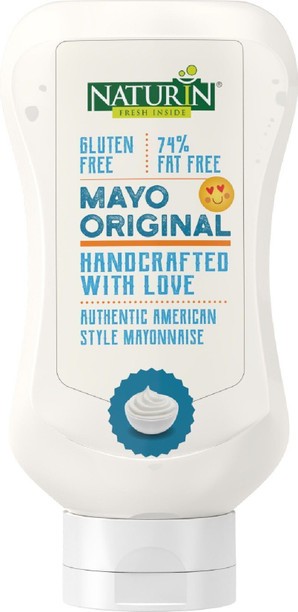 NATURIN®
FRESH INSIDE
GLUTEN FREE
74% FAT FREE
MAYO
ORIGINAL
HANDCRAFTED
WITH LOVE
AUTHENTIC AMERICAN
STYLE MAYONNAISE